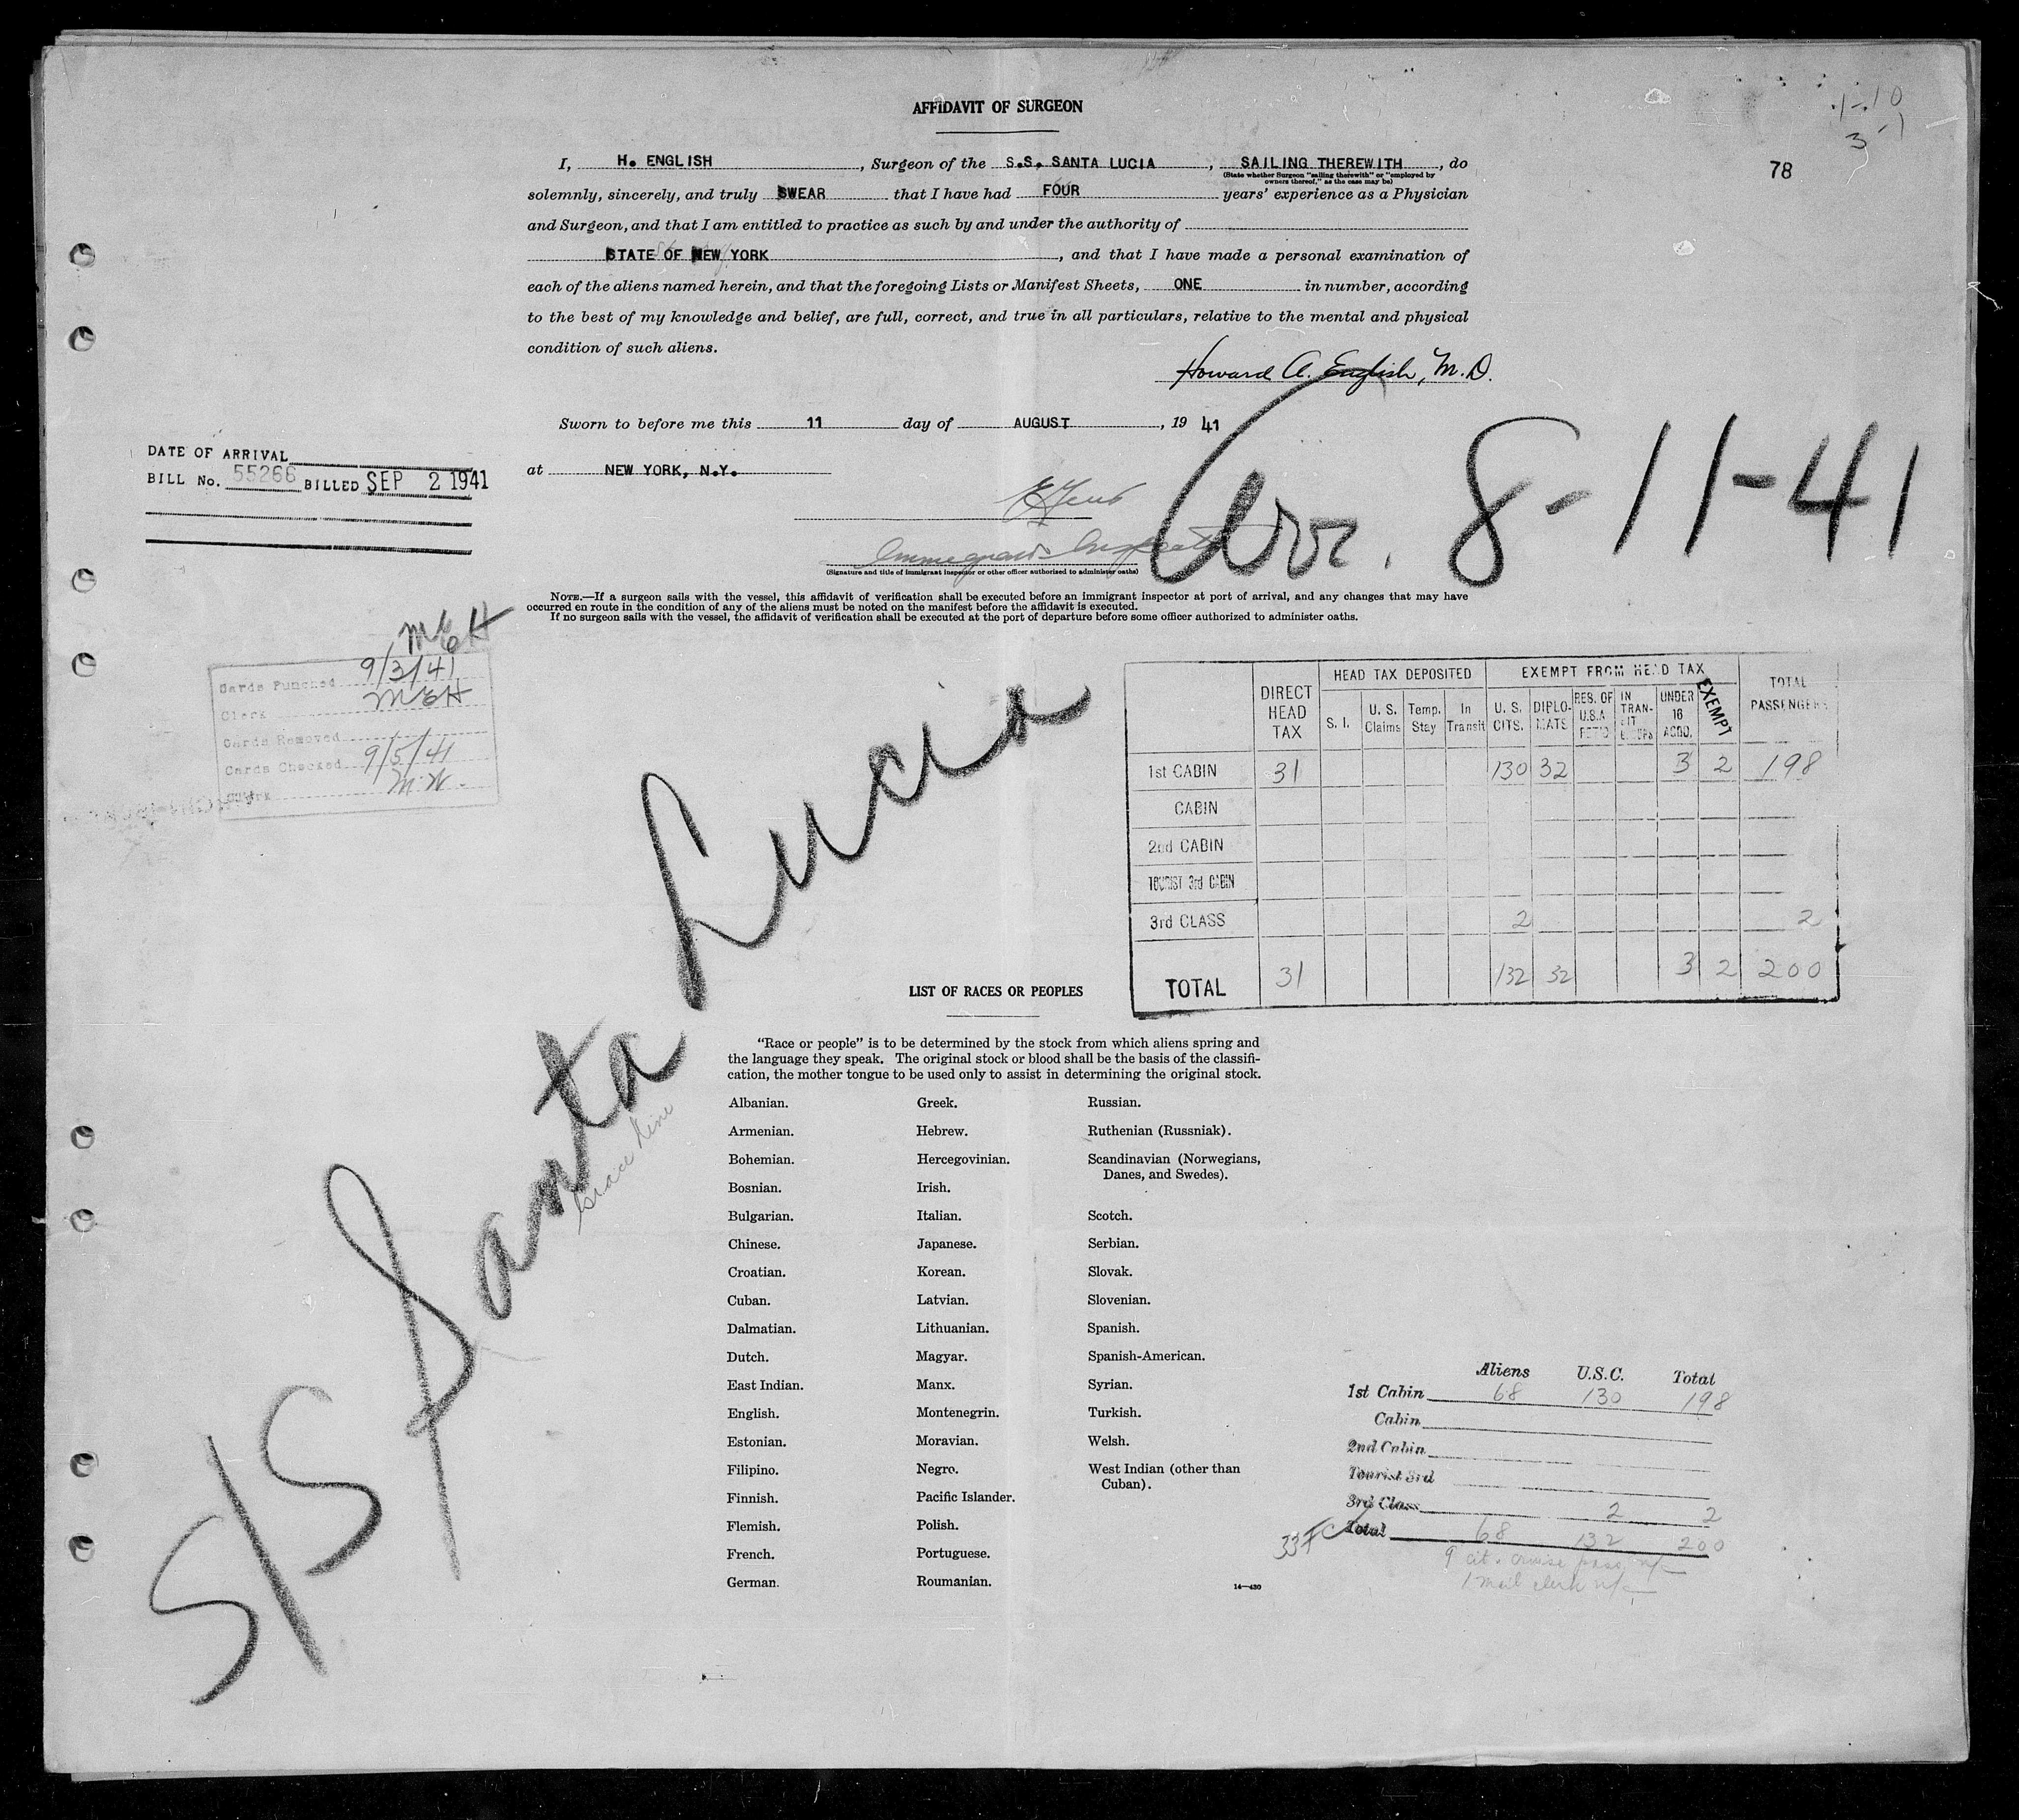 AFFIDAVIT OF SURGEON
1-10
3-1
78
I, H. ENGLISH, Surgeon of the S.S. SANTA LUCIA, SAILING THEREWITH, do
(State whether Surgeon "sailing therewith" or "employed by
owners thereof," as the case may be)
solemnly, sincerely, and truly SWEAR that I have had FOUR years' experience as a Physician
and Surgeon, and that I am entitled to practice as such by and under the authority of
STATE OF NEW YORK, and that I have made a personal examination of
each of the aliens named herein, and that the foregoing Lists or Manifest Sheets, ONE in number, according
to the best of my knowledge and belief, are full, correct, and true in all particulars, relative to the mental and physical
condition of such aliens.
Howard A. English, M.D.
Sworn to before me this 11 day of AUGUST, 1941
at NEW YORK, N.Y.
Arr. 8-11-41
Immigrant Inspector
(Signature and title of immigrant inspector or other officer authorized to administer oaths)
DATE OF ARRIVAL
BILL No. 55266 BILLED SEP 2 1941
NOTE.—If a surgeon sails with the vessel, this affidavit of verification shall be executed before an immigrant inspector at port of arrival, and any changes that may have
occurred en route in the condition of any of the aliens must be noted on the manifest before the affidavit is executed.
If no surgeon sails with the vessel, the affidavit of verification shall be executed at the port of departure before some officer authorized to administer oaths.
MEH
Cards Punched 9/3/41
Clerk MEH
Cards Removed
Cards Checked 9/5/41
Clerk M.W.
DIRECT HEAD TAX
HEAD TAX DEPOSITED
EXEMPT FROM HEAD TAX
TOTAL PASSENGERS
S. I. U. S. Claims Temp. Stay In Transit U. S. CITS. DIPLO-MATS RES. OF U.S.A. IN TRAN-SIT UNDER 16 ACCO. EXEMPT
1st CABIN 31 130 32 3 2 198
CABIN
2nd CABIN
TOURIST 3rd CABIN
3rd CLASS 2 2
TOTAL 31 132 32 3 2 200
S/S Santa Lucia
Grace Line
LIST OF RACES OR PEOPLES
"Race or people" is to be determined by the stock from which aliens spring and
the language they speak. The original stock or blood shall be the basis of the classifi-
cation, the mother tongue to be used only to assist in determining the original stock.
Albanian.
Armenian.
Bohemian.
Bosnian.
Bulgarian.
Chinese.
Croatian.
Cuban.
Dalmatian.
Dutch.
East Indian.
English.
Estonian.
Filipino.
Finnish.
Flemish.
French.
German.
Greek.
Hebrew.
Hercegovinian.
Irish.
Italian.
Japanese.
Korean.
Latvian.
Lithuanian.
Magyar.
Manx.
Montenegrin.
Moravian.
Negro.
Pacific Islander.
Polish.
Portuguese.
Roumanian.
Russian.
Ruthenian (Russniak).
Scandinavian (Norwegians,
Danes, and Swedes).
Scotch.
Serbian.
Slovak.
Slovenian.
Spanish.
Spanish-American.
Syrian.
Turkish.
Welsh.
West Indian (other than
Cuban).
14—430
Aliens U.S.C. Total
1st Cabin 68 130 198
Cabin
2nd Cabin
Tourist 3rd
3rd Class 2 2
Total 68 132 200
9 cit. cruise pass.
1 mail clerk